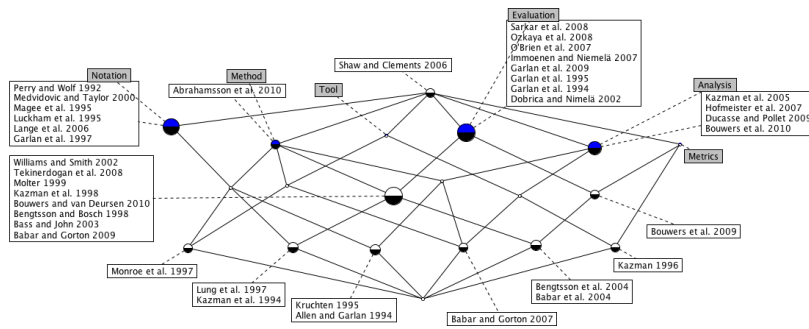 Evaluation
Sarkar et al. 2008
Ozkaya et al. 2008
O'Brien et al. 2007
Immoenen and Niemelä 2007
Garlan et al. 2009
Garlan et al. 1995
Garlan et al. 1994
Dobrica and Nimelä 2002
Shaw and Clements 2006
Notation
Perry and Wolf 1992
Medvidovic and Taylor 2000
Magee et al. 1995
Luckham et al. 1995
Lange et al. 2006
Garlan et al. 1997
Method
Abrahamsson et al. 2010
Tool
Analysis
Kazman et al. 2005
Hofmeister et al. 2007
Ducasse and Pollet 2009
Bouwers et al. 2010
Metrics
Williams and Smith 2002
Tekinerdogan et al. 2008
Molter 1999
Kazman et al. 1998
Bouwers and van Deursen 2010
Bengtsson and Bosch 1998
Bass and John 2003
Babar and Gorton 2009
Bouwers et al. 2009
Monroe et al. 1997
Lung et al. 1997
Kazman et al. 1994
Kruchten 1995
Allen and Garlan 1994
Babar and Gorton 2007
Bengtsson et al. 2004
Babar et al. 2004
Kazman 1996